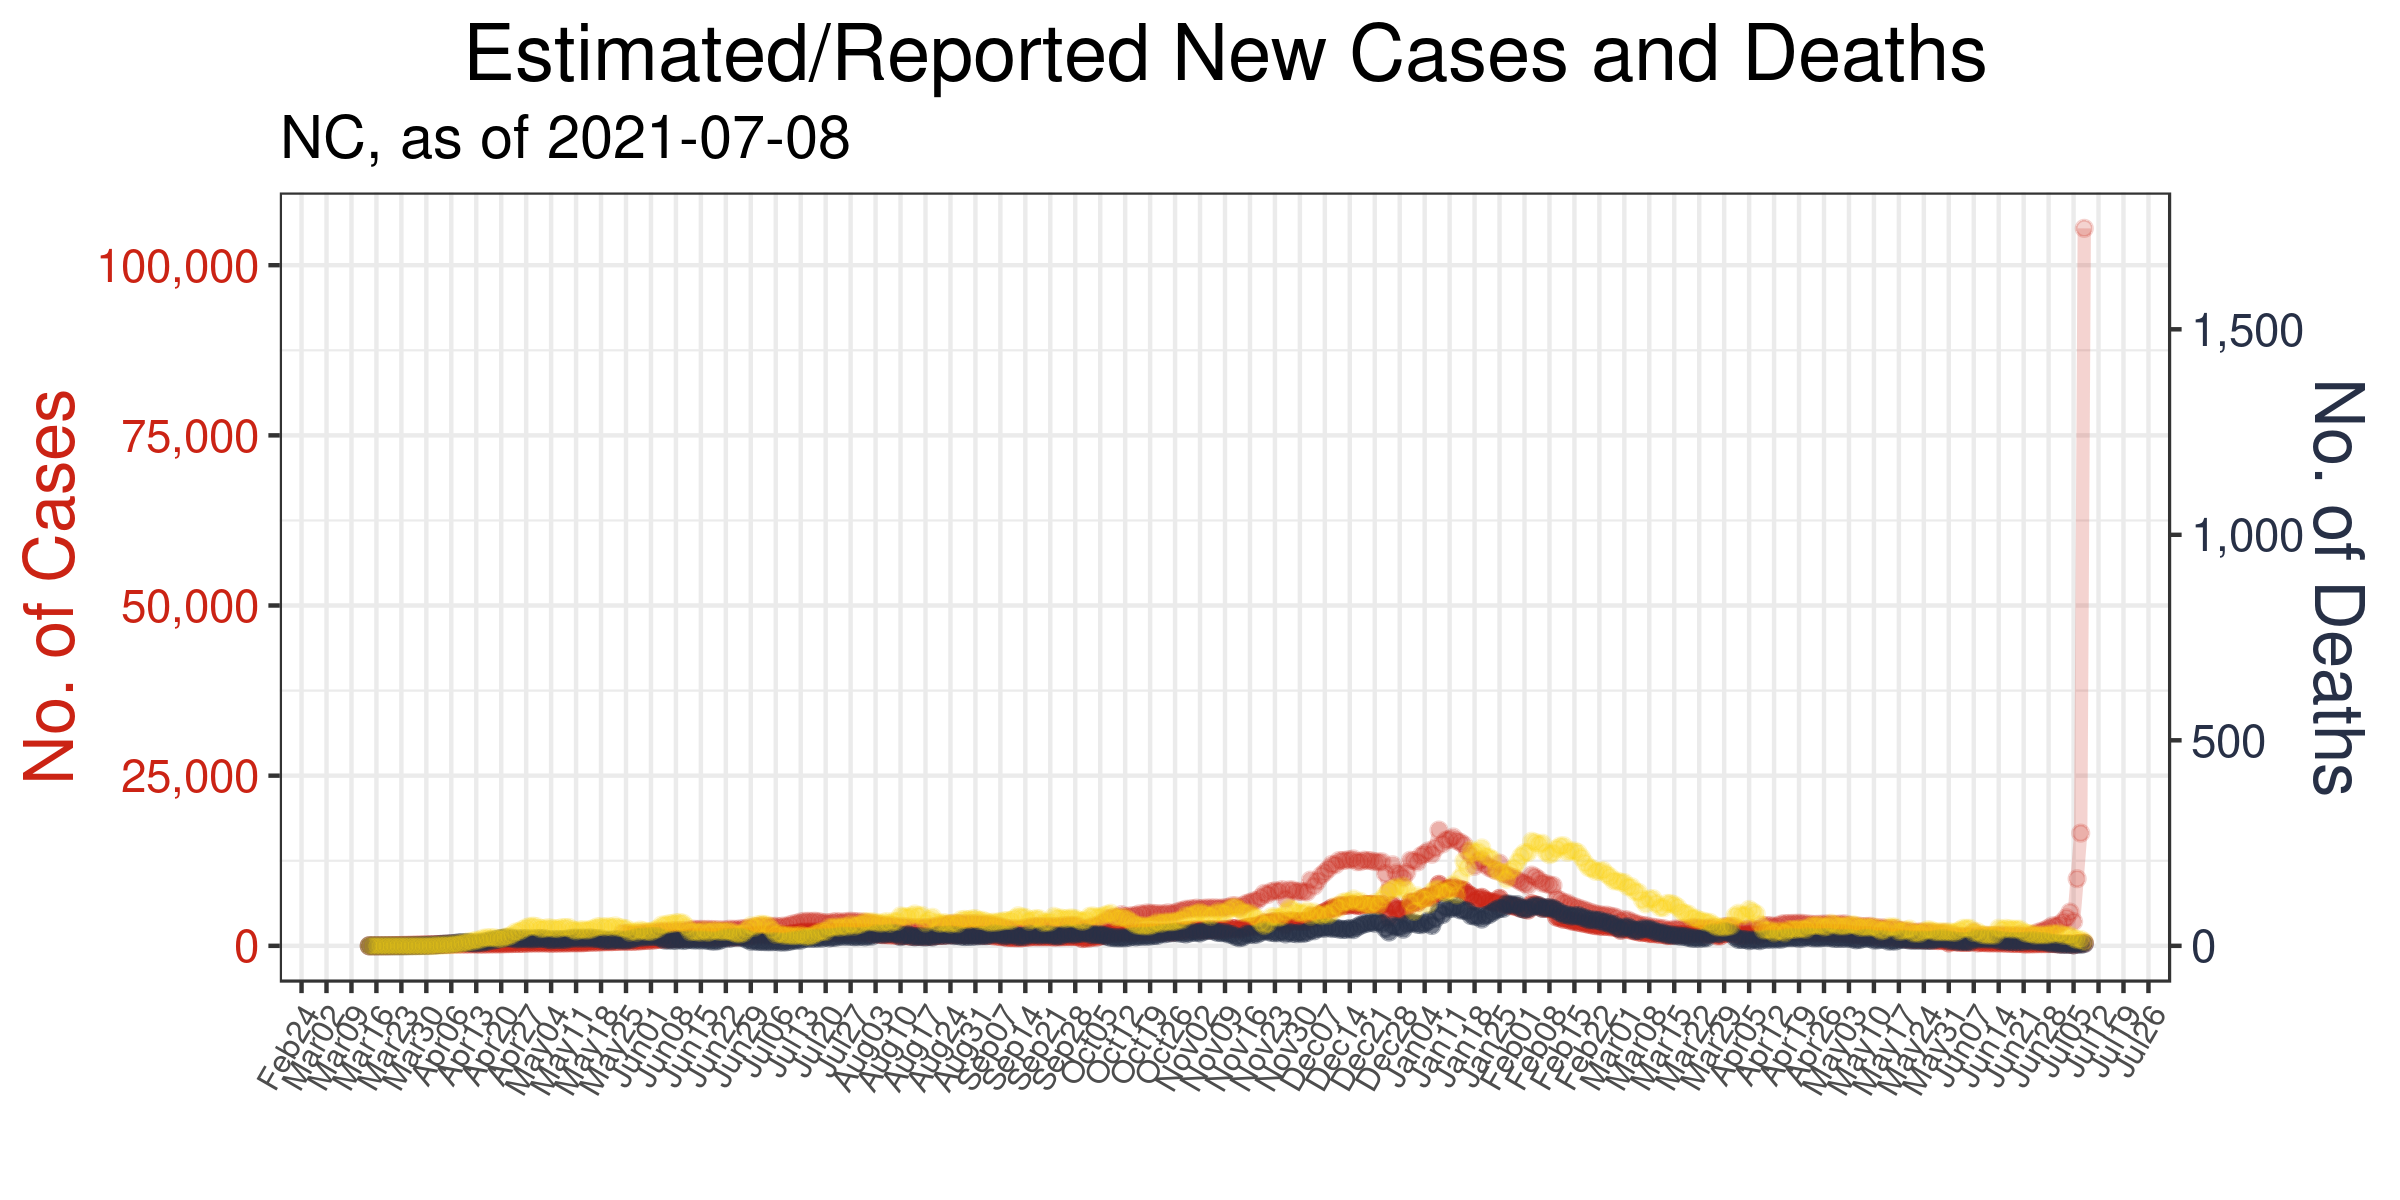 Estimated/Reported New Cases and Deaths
NC, as of 2021-07-08
No. of Cases
100,000
75,000
50,000
25,000
0
1,500
1,000
500
0
No. of Deaths
Feb24
Mar02
Mar09
Mar16
Mar23
Mar30
Apr06
Apr13
Apr20
Apr27
May04
May11
May18
May25
Jun01
Jun08
Jun15
Jun22
Jun29
Jul06
Jul13
Jul20
Jul27
Aug03
Aug10
Aug17
Aug24
Aug31
Sep07
Sep14
Sep21
Sep28
Oct05
Oct12
Oct19
Oct26
Nov02
Nov09
Nov16
Nov23
Nov30
Dec07
Dec14
Dec21
Dec28
Jan04
Jan11
Jan18
Jan25
Feb01
Feb08
Feb15
Feb22
Mar01
Mar08
Mar15
Mar22
Mar29
Apr05
Apr12
Apr19
Apr26
May03
May10
May17
May24
May31
Jun07
Jun14
Jun21
Jun28
Jul05
Jul12
Jul19
Jul26